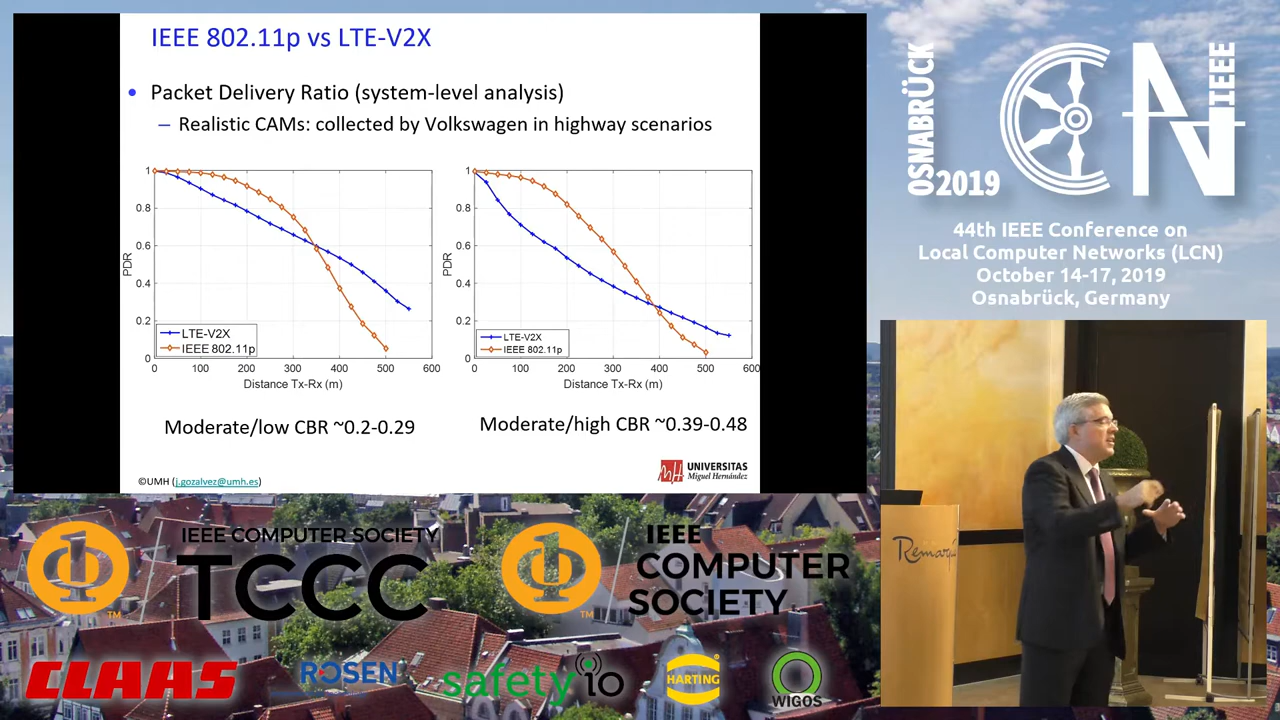 IEEE 802.11p vs LTE-V2X
• Packet Delivery Ratio (system-level analysis)
– Realistic CAMs: collected by Volkswagen in highway scenarios
1
0.8
0.6
0.4
0.2
0
PDR
0 100 200 300 400 500 600
Distance Tx-Rx (m)
LTE-V2X
IEEE 802.11p
Moderate/low CBR ~0.2-0.29
1
0.8
0.6
0.4
0.2
0
PDR
0 100 200 300 400 500 600
Distance Tx-Rx (m)
LTE-V2X
IEEE 802.11p
Moderate/high CBR ~0.39-0.48
©UMH (j.gozalvez@umh.es)
UNIVERSITAS
Miguel Hernández
OSNABRÜCK
2019
IEEE
44th IEEE Conference on
Local Computer Networks (LCN)
October 14-17, 2019
Osnabrück, Germany
IEEE COMPUTER SOCIETY
TCCC
TM
IEEE
COMPUTER
SOCIETY
TM
CLAAS
ROSEN
safety io
HARTING
WIGOS